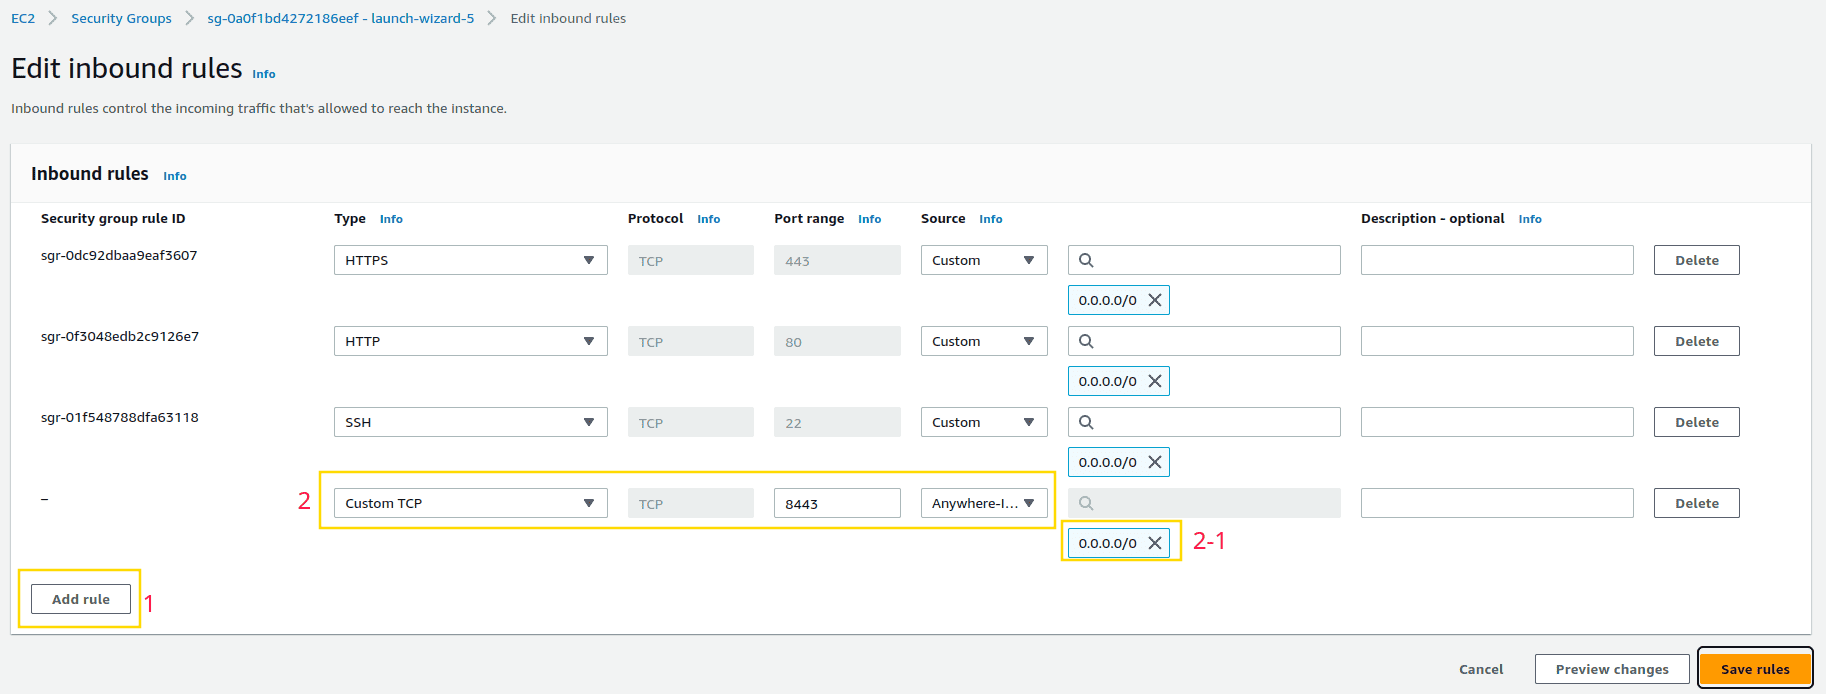 EC2 > Security Groups > sg-0a0f1bd4272186eef - launch-wizard-5 > Edit inbound rules
Edit inbound rules Info
Inbound rules control the incoming traffic that's allowed to reach the instance.
Inbound rules Info
Security group rule ID Type Info Protocol Info Port range Info Source Info Description - optional Info
sgr-0dc92dbaa9eaf3607 HTTPS TCP 443 Custom Delete
0.0.0.0/0
sgr-0f3048edb2c9126e7 HTTP TCP 80 Custom Delete
0.0.0.0/0
sgr-01f548788dfa63118 SSH TCP 22 Custom Delete
0.0.0.0/0
– 2 Custom TCP TCP 8443 Anywhere-I... Delete
0.0.0.0/0 2-1
Add rule 1
Cancel Preview changes Save rules